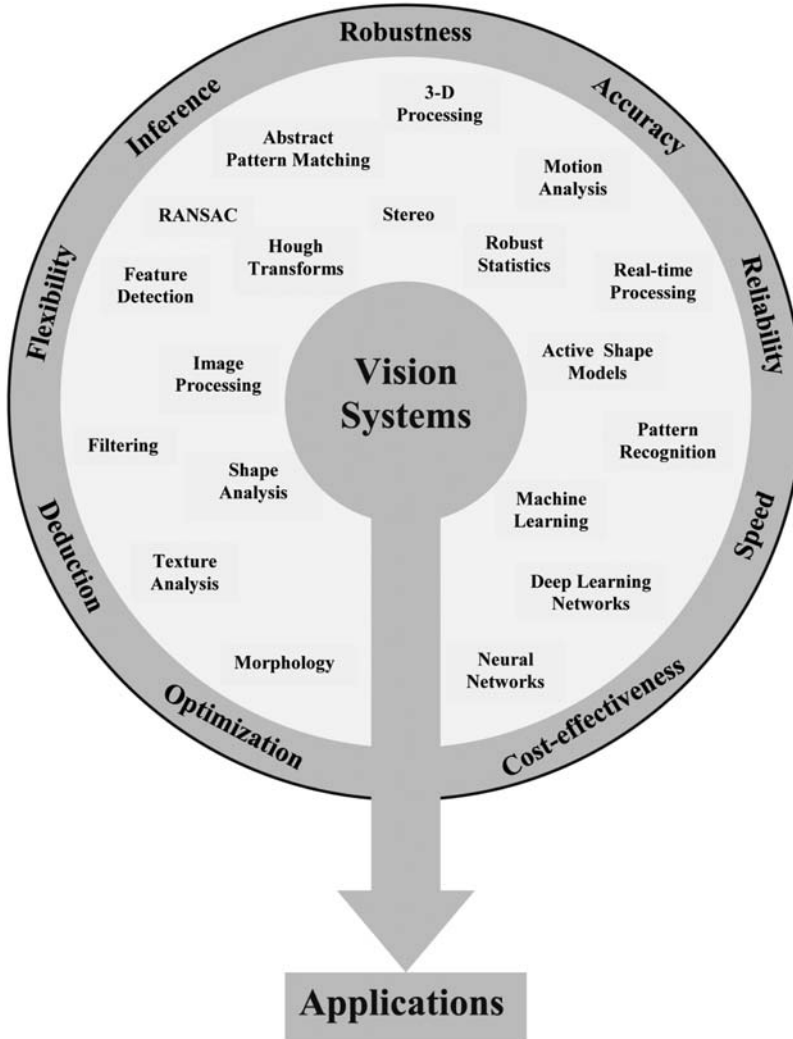 Robustness
Inference
Accuracy
3-D
Processing
Abstract
Pattern Matching
Motion
Analysis
RANSAC
Stereo
Hough
Transforms
Robust
Statistics
Flexibility
Feature
Detection
Real-time
Processing
Reliability
Image
Processing
Vision
Systems
Active Shape
Models
Filtering
Pattern
Recognition
Shape
Analysis
Machine
Learning
Deduction
Speed
Texture
Analysis
Deep Learning
Networks
Morphology
Neural
Networks
Optimization
Cost-effectiveness
Applications